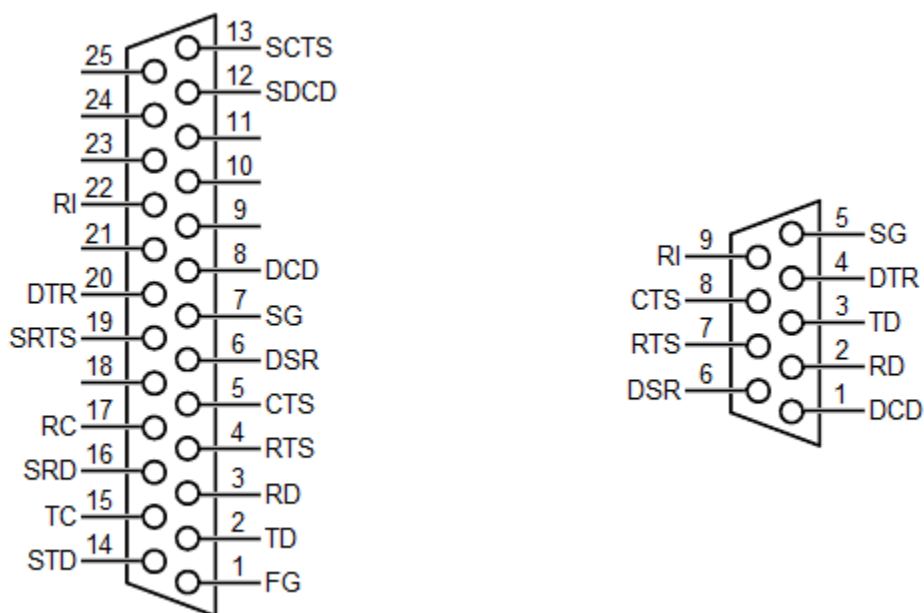 13 SCTS
25
12 SDCD
24
11
23
10
RI 22
9
21
8 DCD
DTR 20
7 SG
SRTS 19
6 DSR
18
5 CTS
RC 17
4 RTS
SRD 16
3 RD
TC 15
2 TD
STD 14
1 FG
5 SG
RI 9
4 DTR
CTS 8
3 TD
RTS 7
2 RD
DSR 6
1 DCD